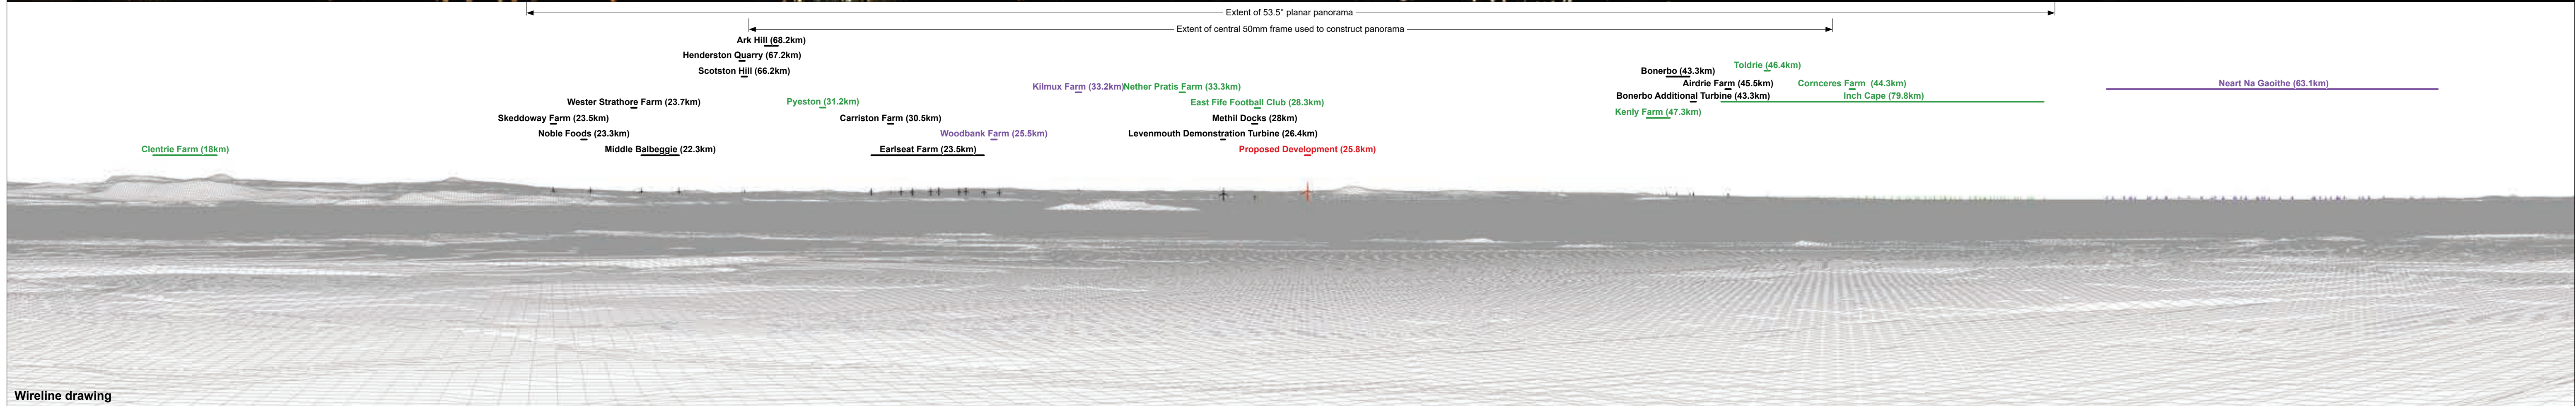 Extent of 53.5° planar panorama
Extent of central 50mm frame used to construct panorama
Ark Hill (68.2km)
Henderston Quarry (67.2km)
Scotston Hill (66.2km)
Toldrie (46.4km)
Bonerbo (43.3km)
Kilmux Farm (33.2km)
Nether Pratis Farm (33.3km)
Airdrie Farm (45.5km)
Cornceres Farm (44.3km)
Neart Na Gaoithe (63.1km)
Wester Strathore Farm (23.7km)
Pyeston (31.2km)
East Fife Football Club (28.3km)
Bonerbo Additional Turbine (43.3km)
Inch Cape (79.8km)
Skeddoway Farm (23.5km)
Carriston Farm (30.5km)
Methil Docks (28km)
Kenly Farm (47.3km)
Noble Foods (23.3km)
Woodbank Farm (25.5km)
Levenmouth Demonstration Turbine (26.4km)
Clentrie Farm (18km)
Middle Balbeggie (22.3km)
Earlseat Farm (23.5km)
Proposed Development (25.8km)
Wireline drawing